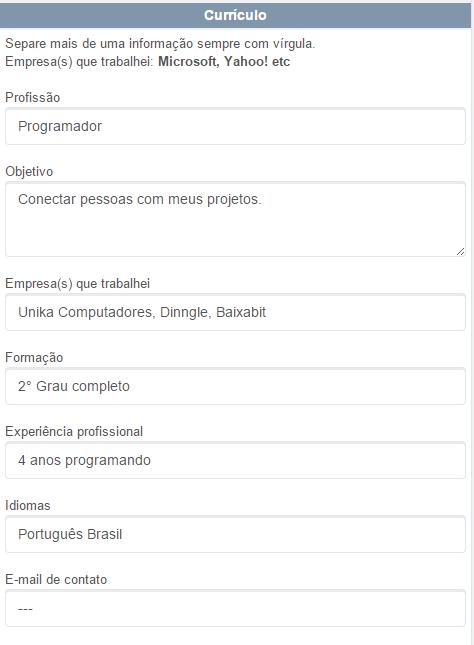 Currículo
Separe mais de uma informação sempre com vírgula.
Empresa(s) que trabalhei: Microsoft, Yahoo! etc
Profissão
Programador
Objetivo
Conectar pessoas com meus projetos.
Empresa(s) que trabalhei
Unika Computadores, Dinngle, Baixabit
Formação
2° Grau completo
Experiência profissional
4 anos programando
Idiomas
Português Brasil
E-mail de contato
---